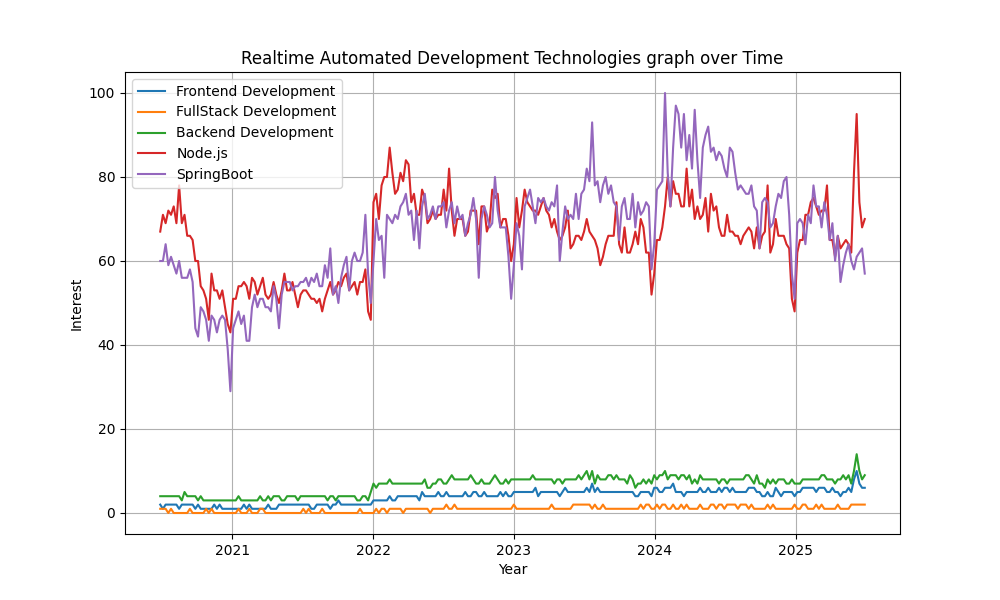 Realtime Automated Development Technologies graph over Time
Frontend Development
FullStack Development
Backend Development
Node.js
SpringBoot
100
80
60
40
20
0
Interest
2021 2022 2023 2024 2025
Year